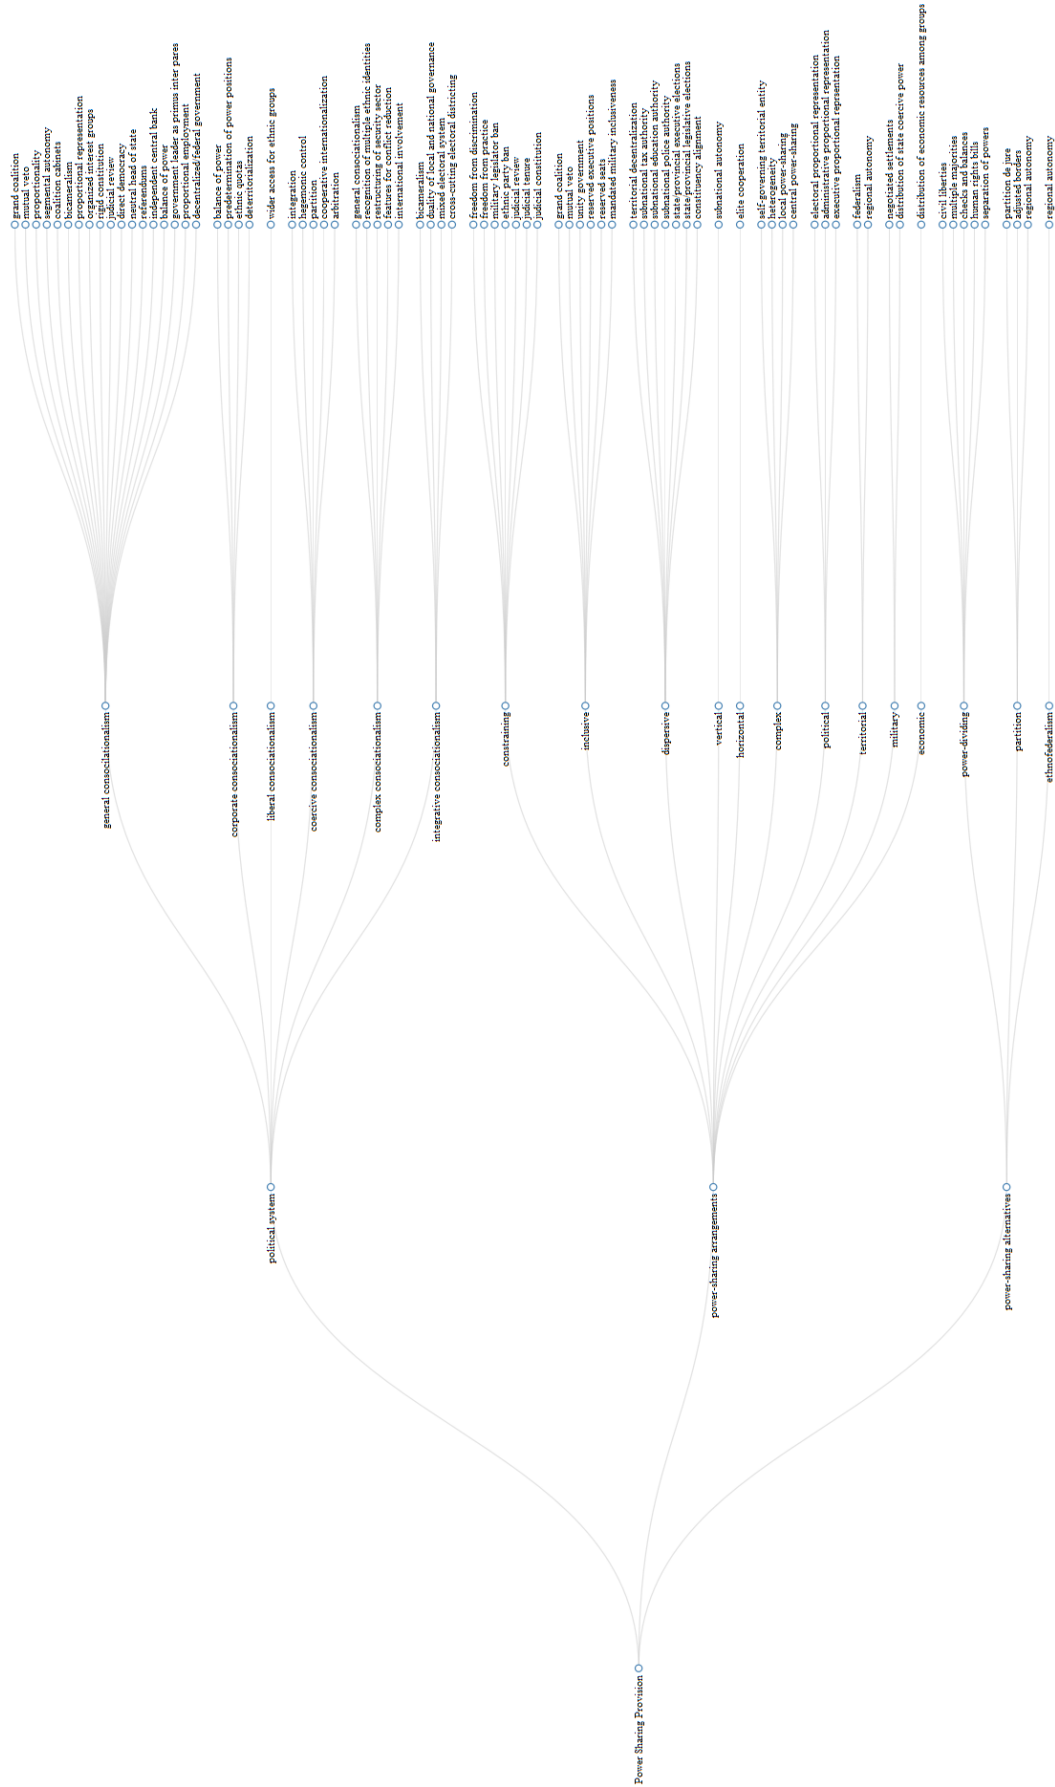 grand coalition
mutual veto
proportionality
segmental autonomy
coalition cabinets
bicameralism
proportional representation
organized interest groups
rigid constitution
judicial review
direct democracy
neutral head of state
referendums
independent central bank
balance of power
government leader as primus inter pares
proportional employment
decentralized/federal government
balance of power
predetermination of power positions
ethnic quotas
deterritorialization
wider access for ethnic groups
integration
hegemonic control
partition
cooperative internationalization
arbitration
general consociationalism
recognition of multiple ethnic identities
restructuring of security sector
features for conflict reduction
international involvement
bicameralism
duality of local and national governance
mixed electoral system
cross-cutting electoral districting
freedom from discrimination
freedom from practice
military legislator ban
ethnic party ban
judicial review
judicial tenure
judicial constitution
grand coalition
mutual veto
unity government
reserved executive positions
reserved seats
mandated military inclusiveness
territorial dcentralization
subnational tax authority
subnational education authority
subnational police authority
state/provincial executive elections
state/provincial legislative elections
constituency alignment
subnational autonomy
elite cooperation
self-governing territorial entity
heterogenety
local power-sharing
central power-sharing
electoral proportional representation
administrative proportional representation
executive proportional reprsentation
federalism
regional autonomy
negotiated settlements
distribution of state coercive power
distribution of economic resources among groups
civil liberties
multiple majorities
checks and balances
human rights bills
separation of powers
partition de jure
adjusted borders
regional autonomy
regional autonomy
general consocilationalism
corporate consociationalism
liberal consociationalism
coercive consociationalism
complex consociationalism
integrative consociationalism
constraining
inclusive
dispersive
vertical
horizontal
complex
political
territorial
military
economic
power-dividing
partition
ethnofederalism
political system
power-sharing arrangements
power-sharing alternatives
Power Sharing Provision